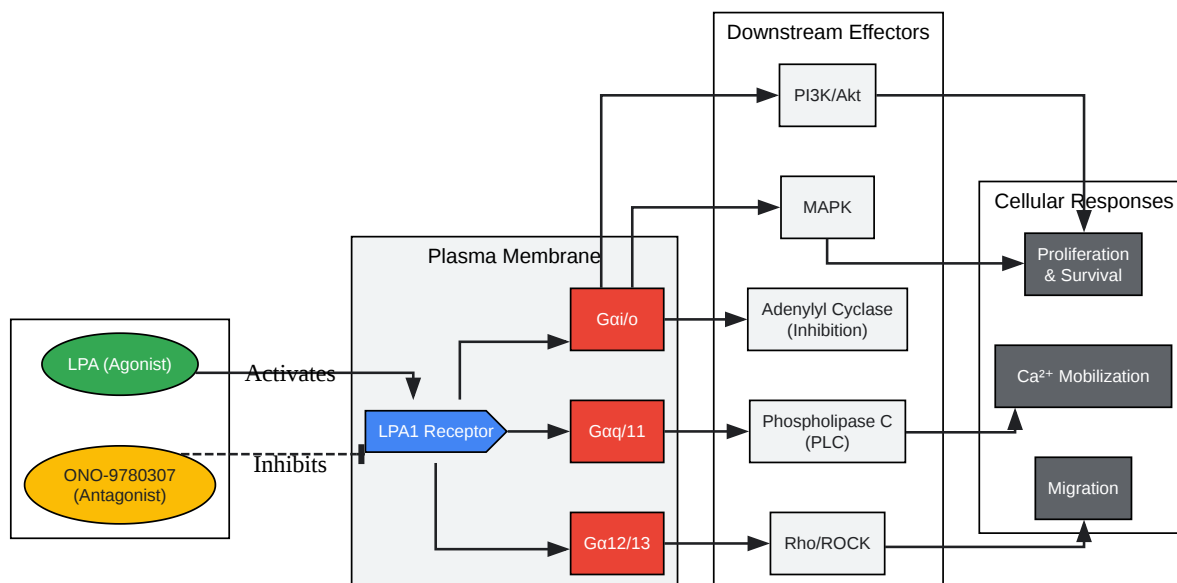 Downstream Effectors
PI3K/Akt
MAPK
Cellular Responses
Proliferation
& Survival
Plasma Membrane
Gαi/o
Adenylyl Cyclase
(Inhibition)
LPA (Agonist)
Activates
Ca²⁺ Mobilization
LPA1 Receptor
Gαq/11
Phospholipase C
(PLC)
ONO-9780307
(Antagonist)
Inhibits
Migration
Gα12/13
Rho/ROCK